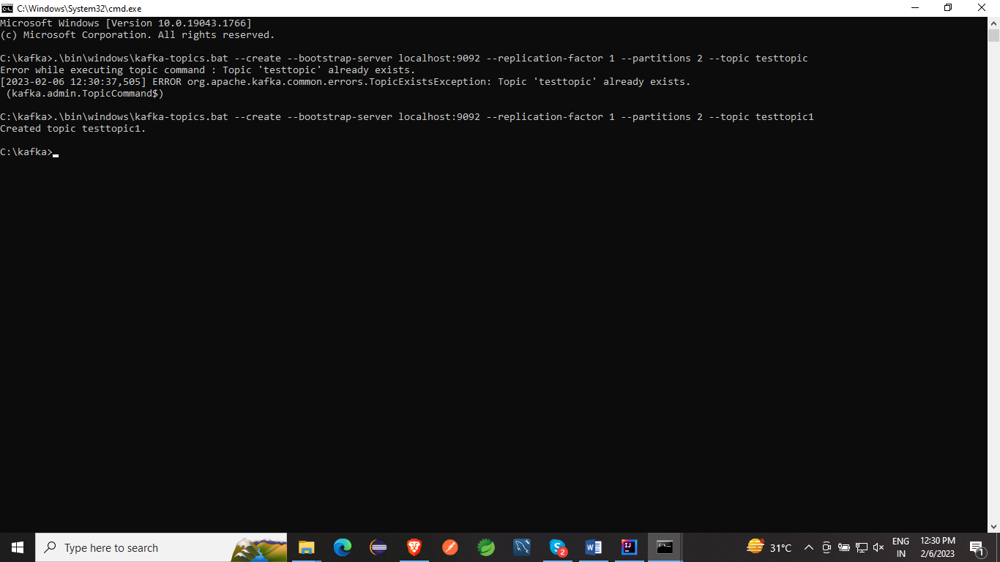 C:\Windows\System32\cmd.exe
Microsoft Windows [Version 10.0.19043.1766]
(c) Microsoft Corporation. All rights reserved.
C:\kafka>.\bin\windows\kafka-topics.bat --create --bootstrap-server localhost:9092 --replication-factor 1 --partitions 2 --topic testtopic
Error while executing topic command : Topic 'testtopic' already exists.
[2023-02-06 12:30:37,505] ERROR org.apache.kafka.common.errors.TopicExistsException: Topic 'testtopic' already exists.
 (kafka.admin.TopicCommand$)
C:\kafka>.\bin\windows\kafka-topics.bat --create --bootstrap-server localhost:9092 --replication-factor 1 --partitions 2 --topic testtopic1
Created topic testtopic1.
C:\kafka>
Type here to search
2
W
IJ
31°C
ENG
IN
12:30 PM
2/6/2023
1